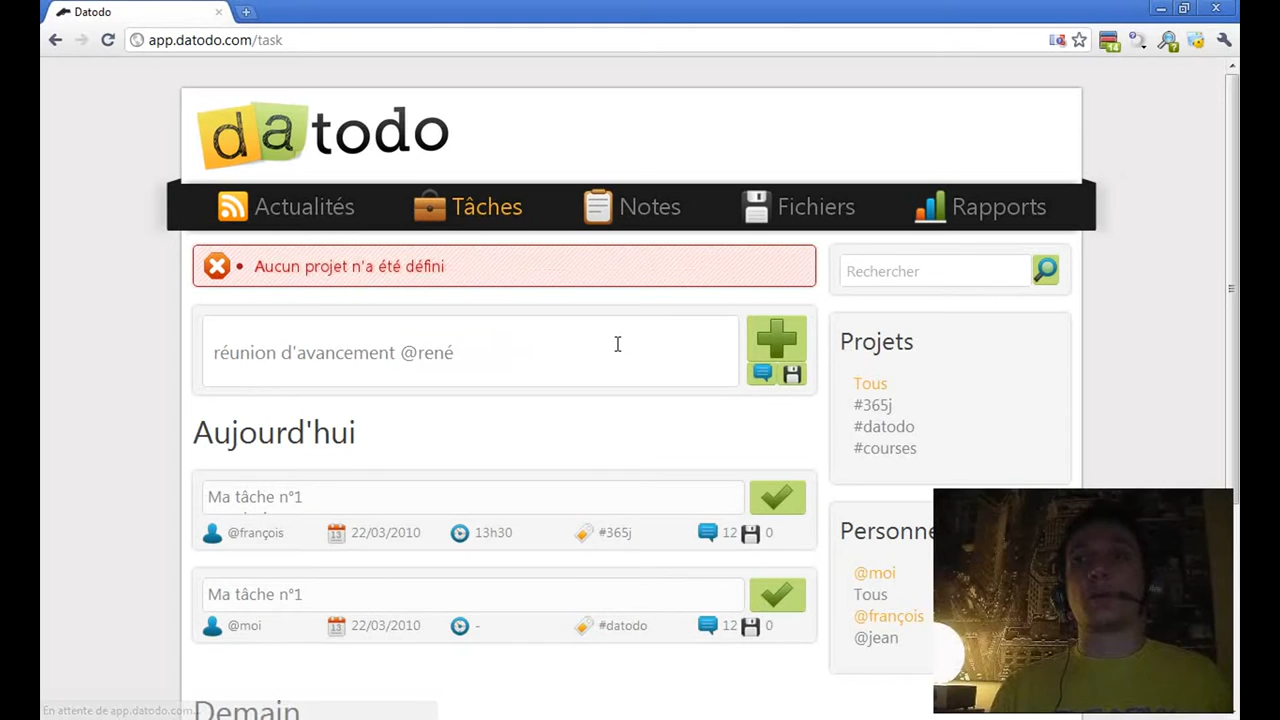 Datodo
app.datodo.com/task
14
datodo
Actualités
Tâches
Notes
Fichiers
Rapports
Aucun projet n'a été défini
Rechercher
réunion d'avancement @rené
Projets
Tous
#365j
#datodo
#courses
Aujourd'hui
Ma tâche n°1
@françois
13
22/03/2010
13h30
#365j
12
0
Ma tâche n°1
@moi
13
22/03/2010
-
#datodo
12
0
Personne
@moi
Tous
@françois
@jean
Demain
En attente de app.datodo.com...